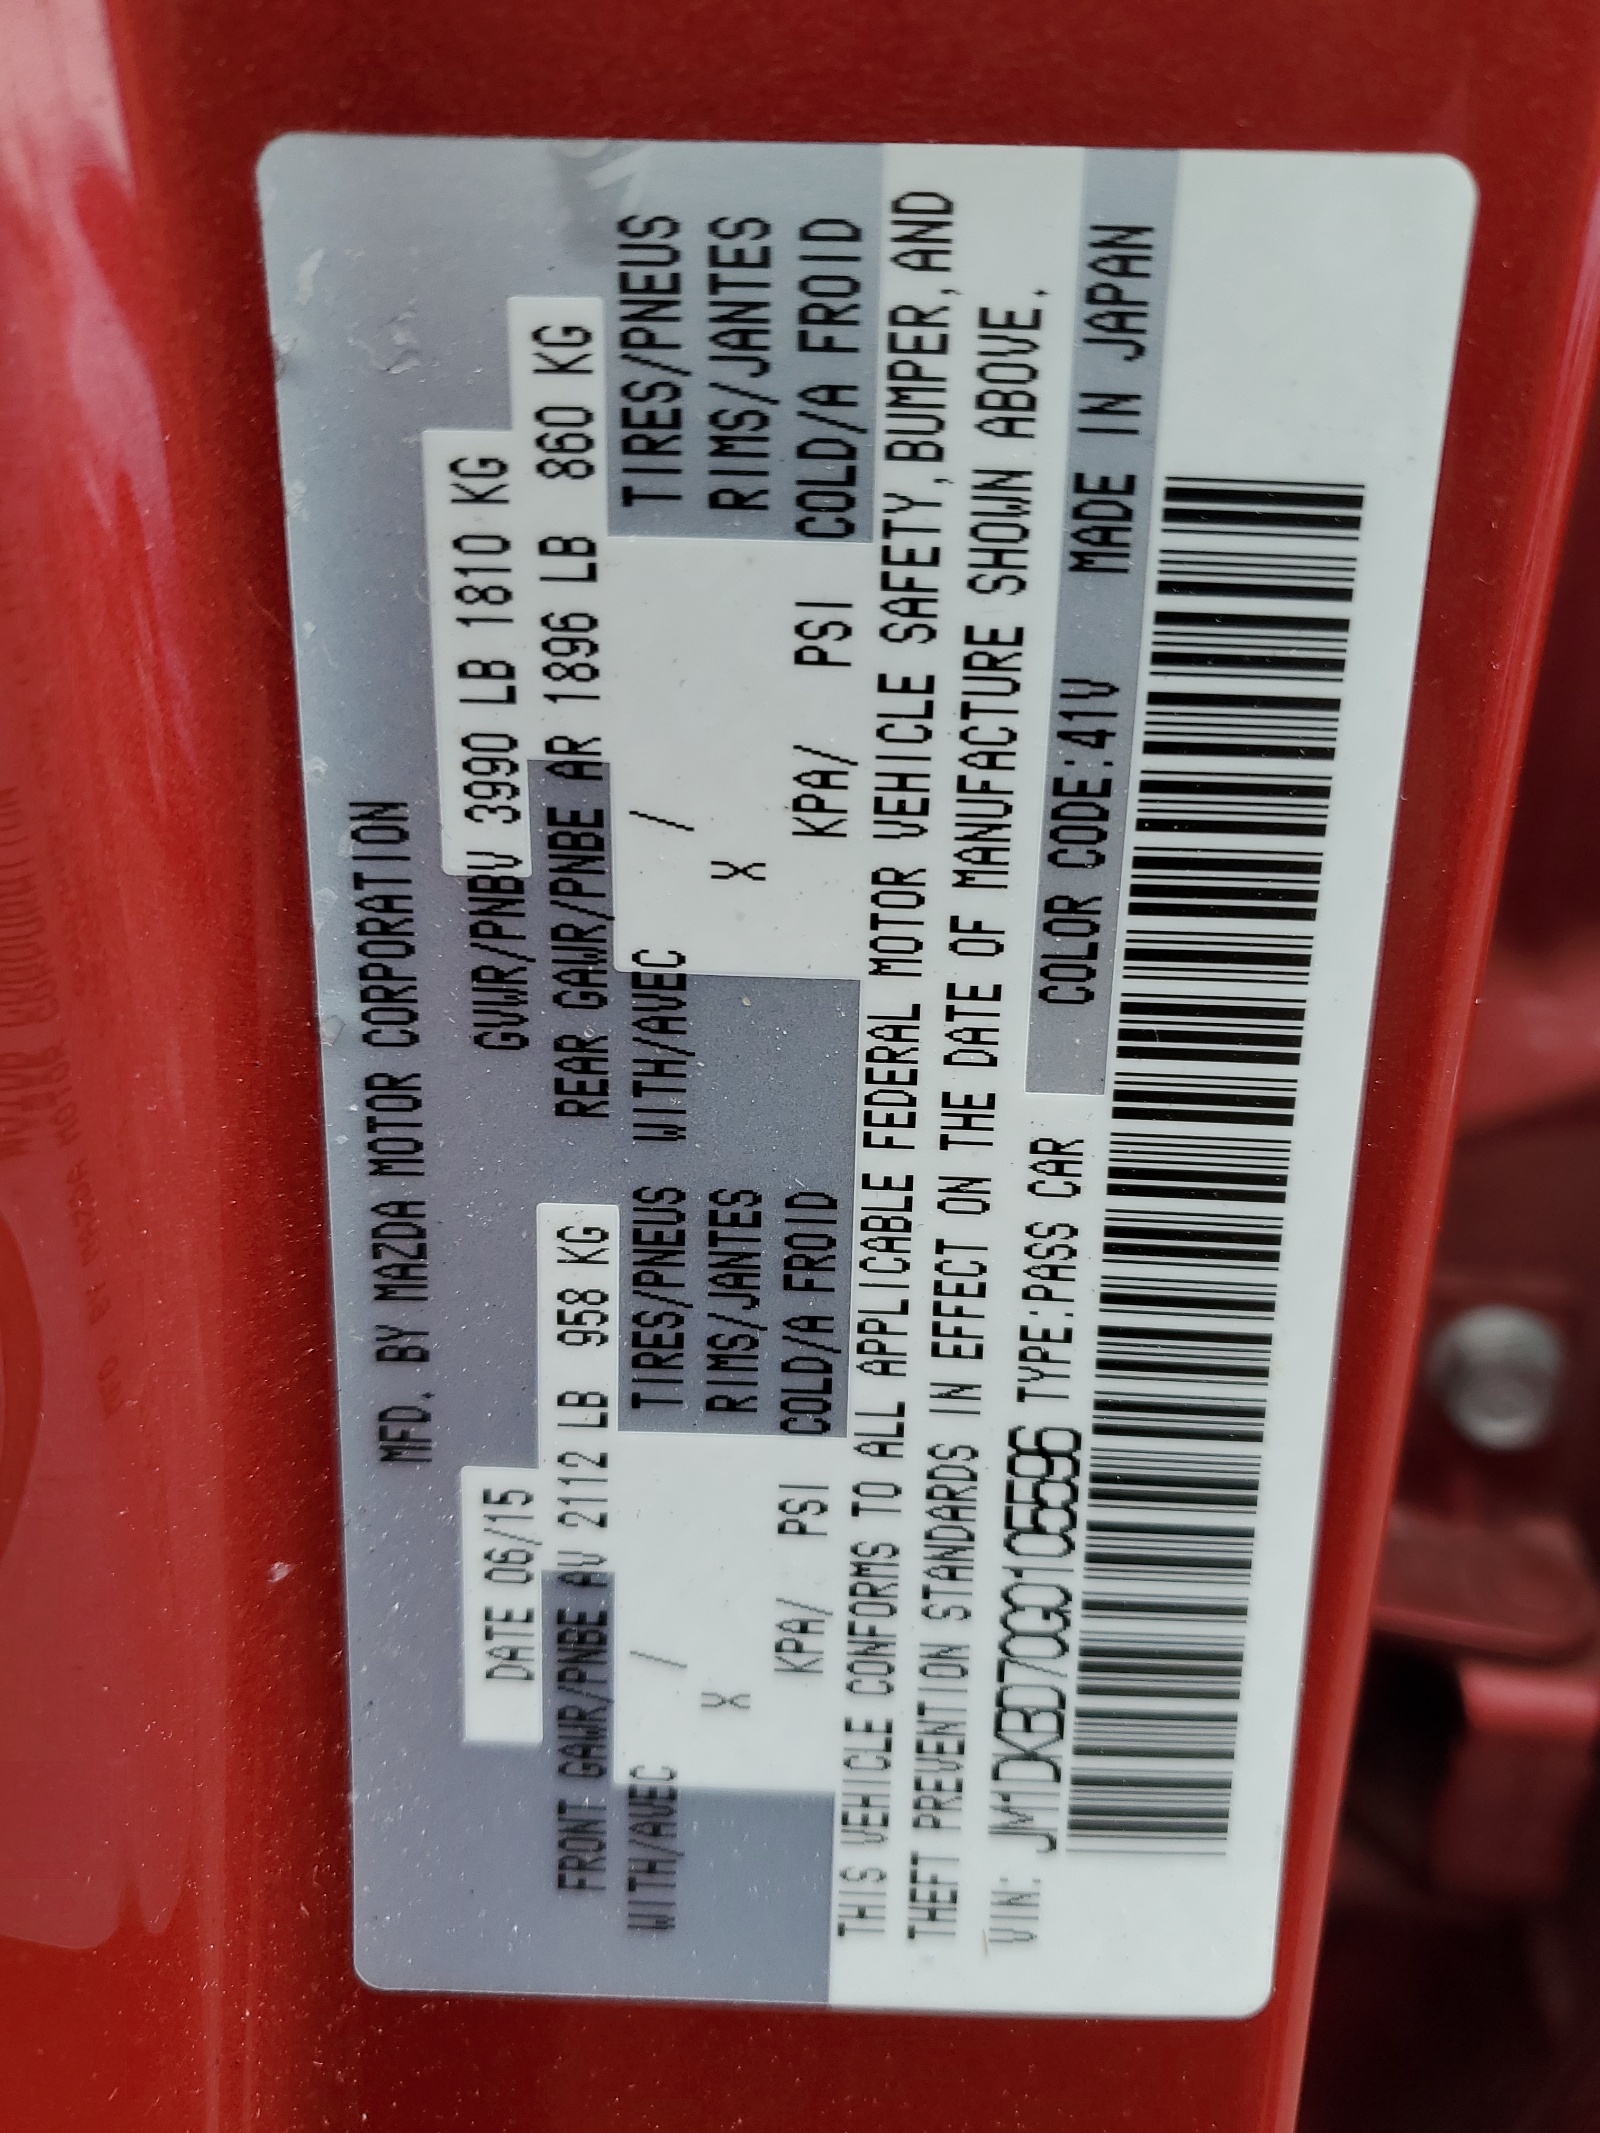 MFD. BY MAZDA MOTOR CORPORATION
DATE 06/15 GVWR/PNBV 3990 LB 1810 KG
FRONT GAWR/PNBE AV 2112 LB 958 KG REAR GAWR/PNBE AR 1896 LB 860 KG
WITH/AVEC / TIRES/PNEUS WITH/AVEC / TIRES/PNEUS
X RIMS/JANTES X RIMS/JANTES
KPA/ PSI COLD/A FROID KPA/ PSI COLD/A FROID
THIS VEHICLE CONFORMS TO ALL APPLICABLE FEDERAL MOTOR VEHICLE SAFETY, BUMPER, AND
THEFT PREVENTION STANDARDS IN EFFECT ON THE DATE OF MANUFACTURE SHOWN ABOVE.
VIN: JM1DKBD70G0105596 TYPE:PASS CAR COLOR CODE:41V MADE IN JAPAN